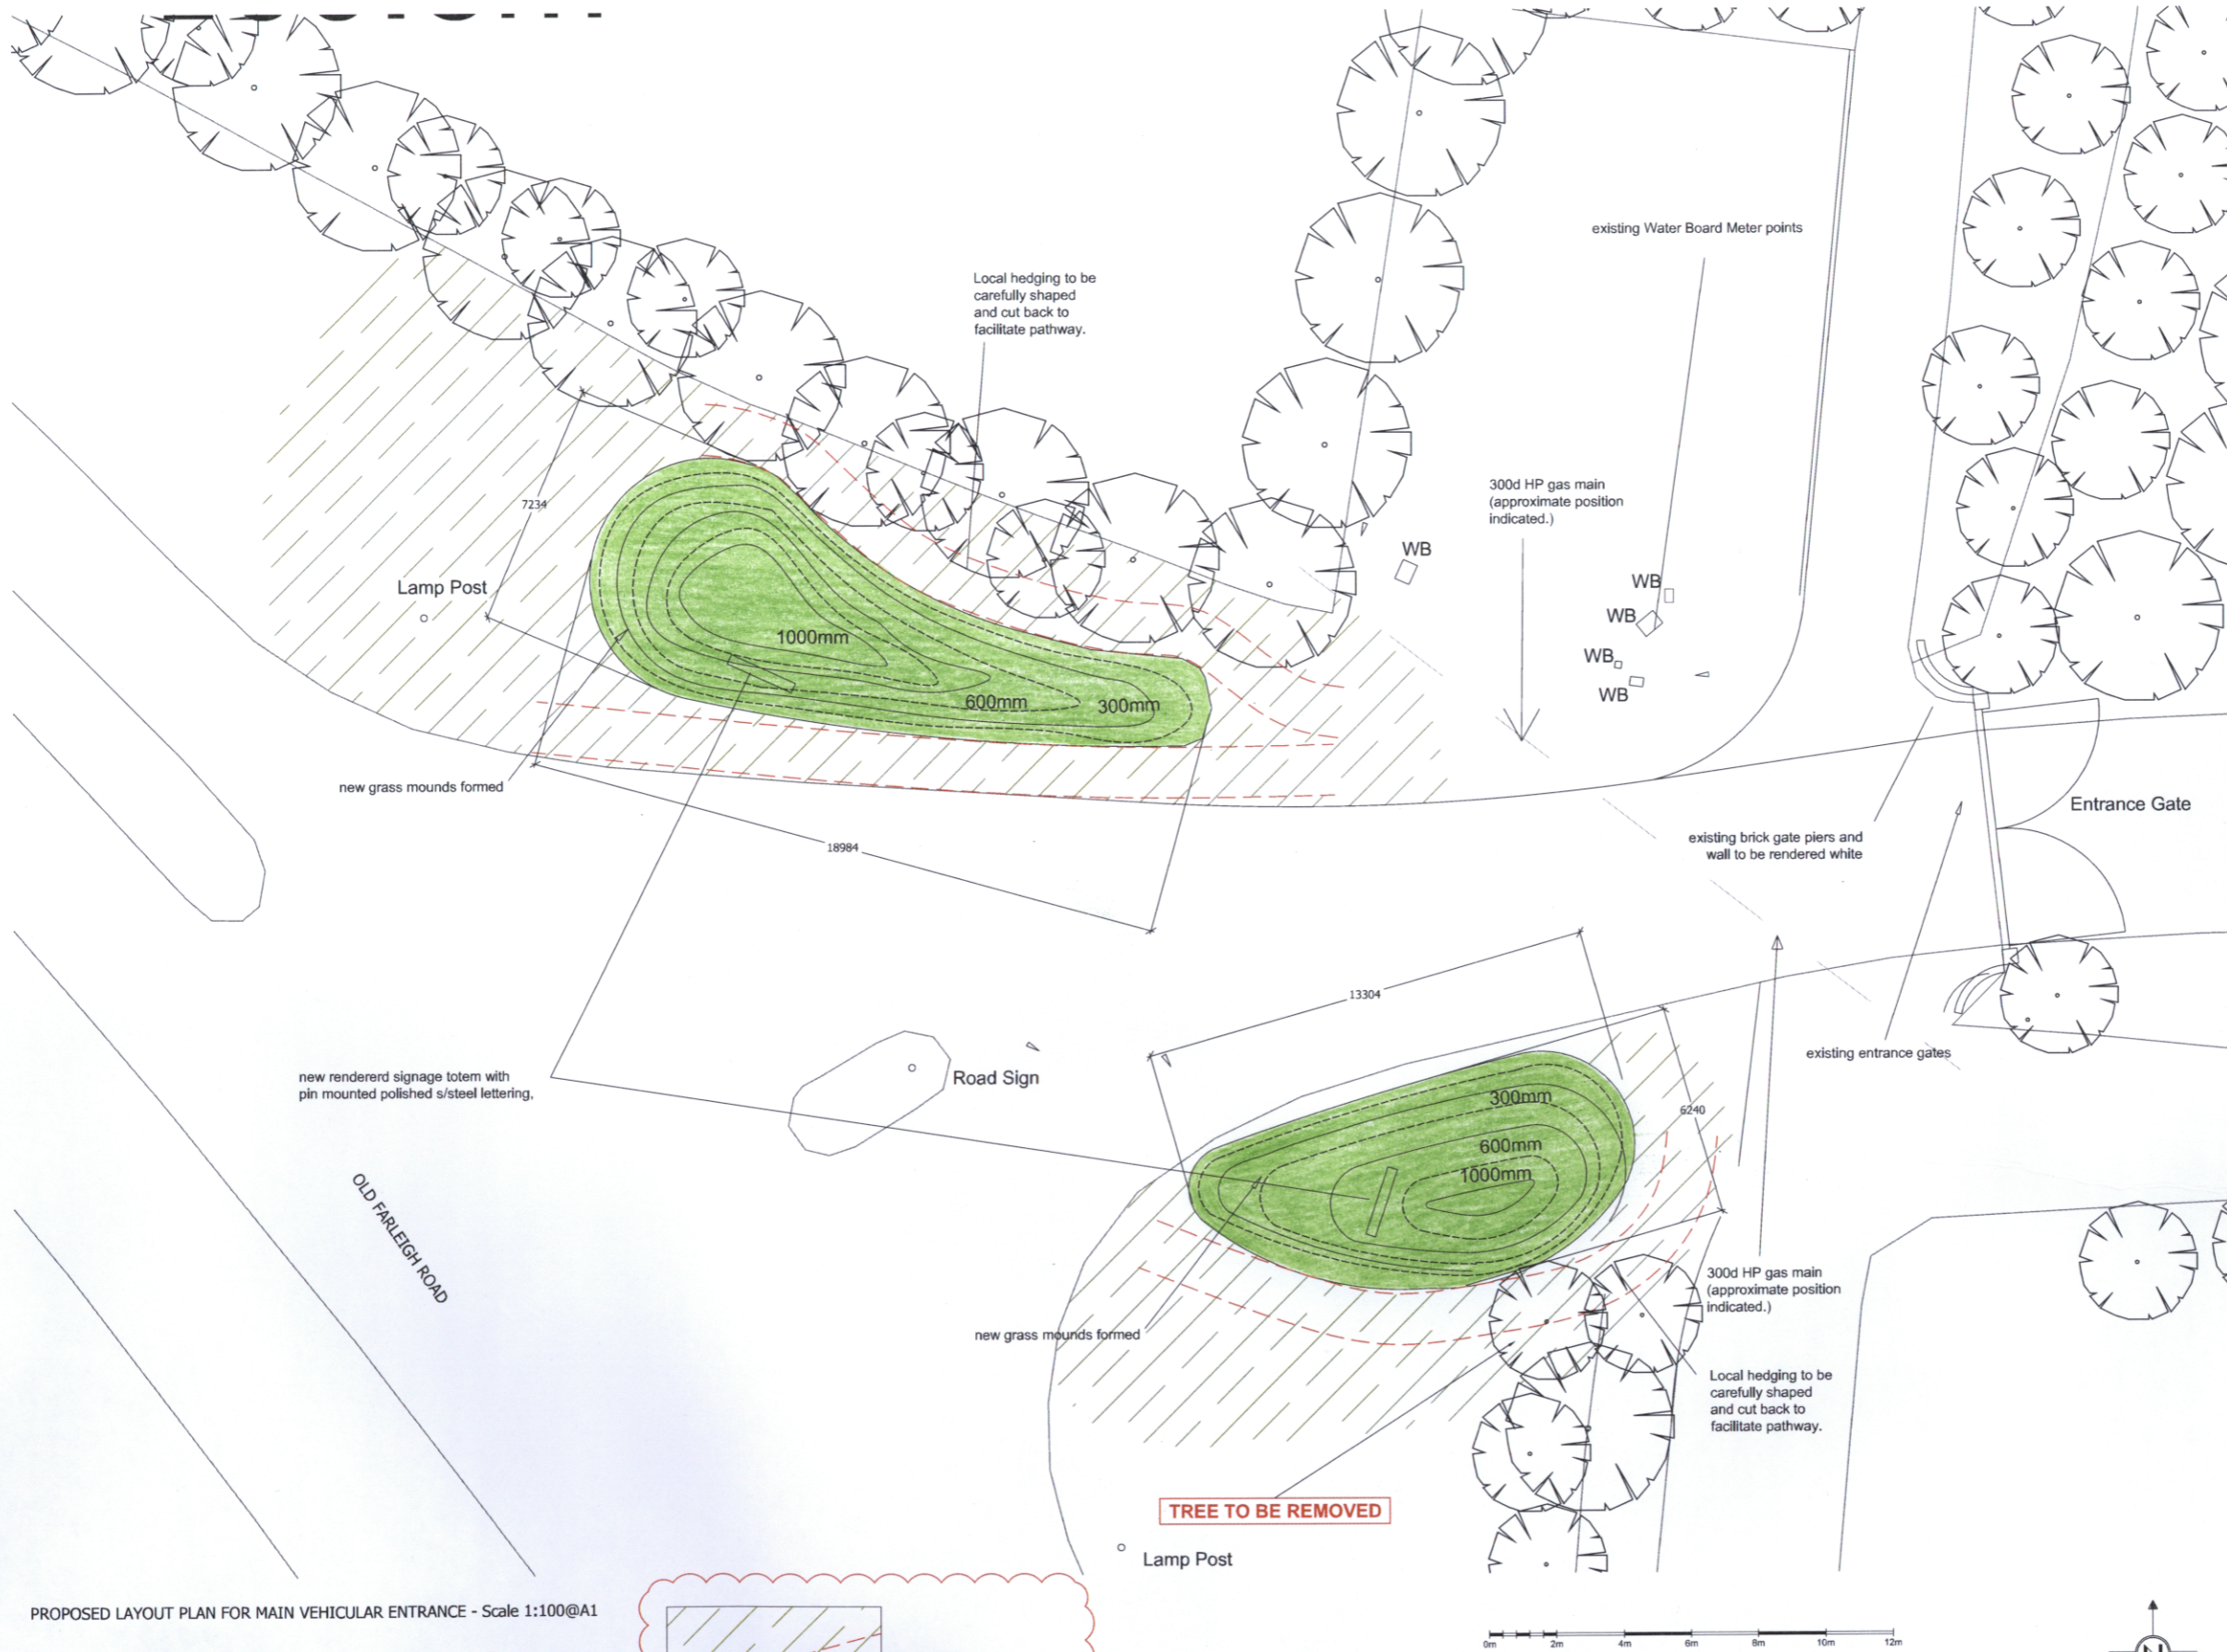 existing Water Board Meter points
Local hedging to be
carefully shaped
and cut back to
facilitate pathway.
300d HP gas main
(approximate position
indicated.)
7234
WB
WB
WB
WB
WB
Lamp Post
1000mm
600mm
300mm
new grass mounds formed
Entrance Gate
18984
existing brick gate piers and
wall to be rendered white
13304
existing entrance gates
Road Sign
new rendererd signage totem with
pin mounted polished s/steel lettering,
300mm
6240
600mm
1000mm
OLD FARLEIGH ROAD
300d HP gas main
(approximate position
indicated.)
new grass mounds formed
Local hedging to be
carefully shaped
and cut back to
facilitate pathway.
TREE TO BE REMOVED
Lamp Post
PROPOSED LAYOUT PLAN FOR MAIN VEHICULAR ENTRANCE - Scale 1:100@A1
0m 2m 4m 6m 8m 10m 12m
N